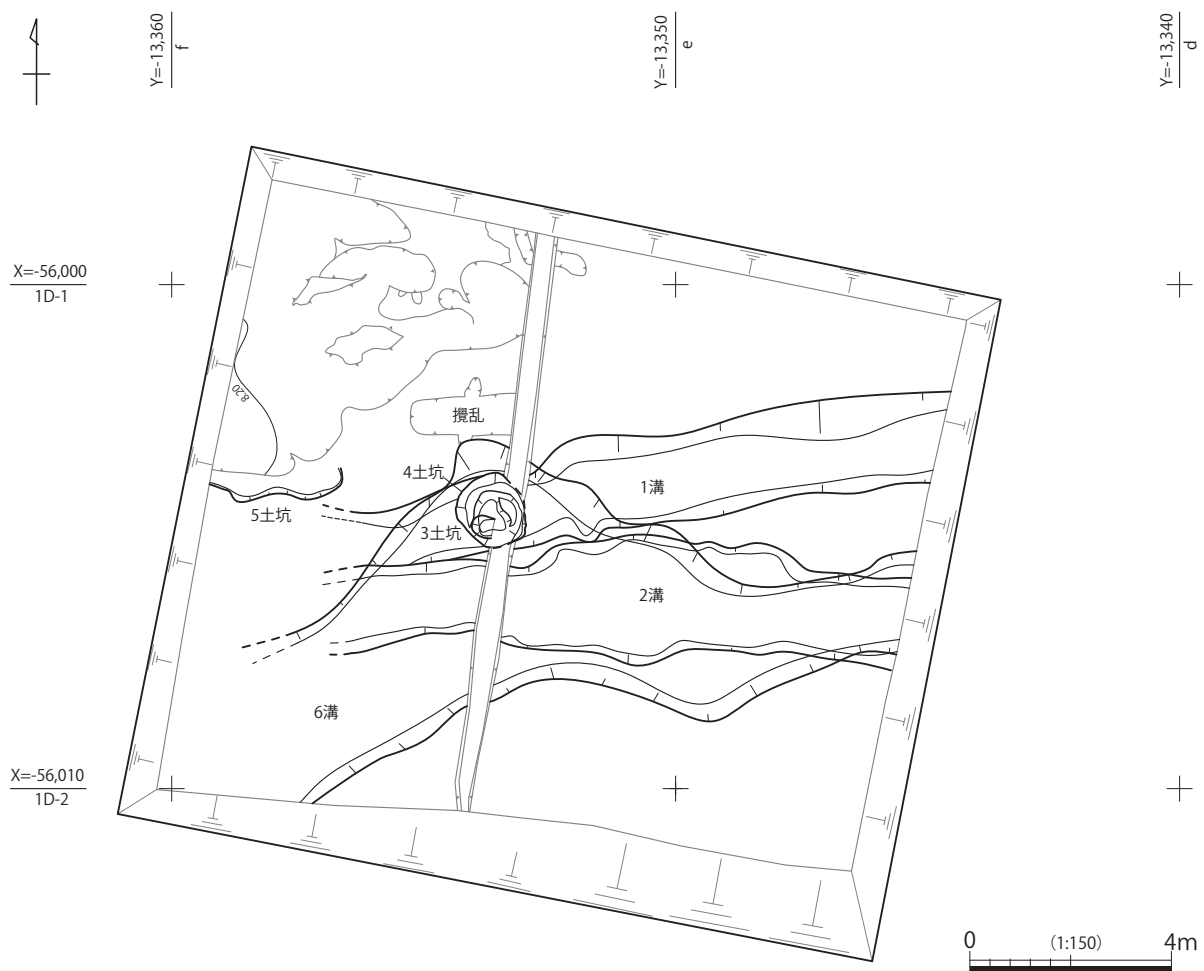 Y=-13,360
f
Y=-13,350
e
Y=-13,340
d
X=-56,000
1D-1
8.20
攪乱
4土坑
1溝
5土坑
3土坑
2溝
6溝
X=-56,010
1D-2
0 (1:150) 4m